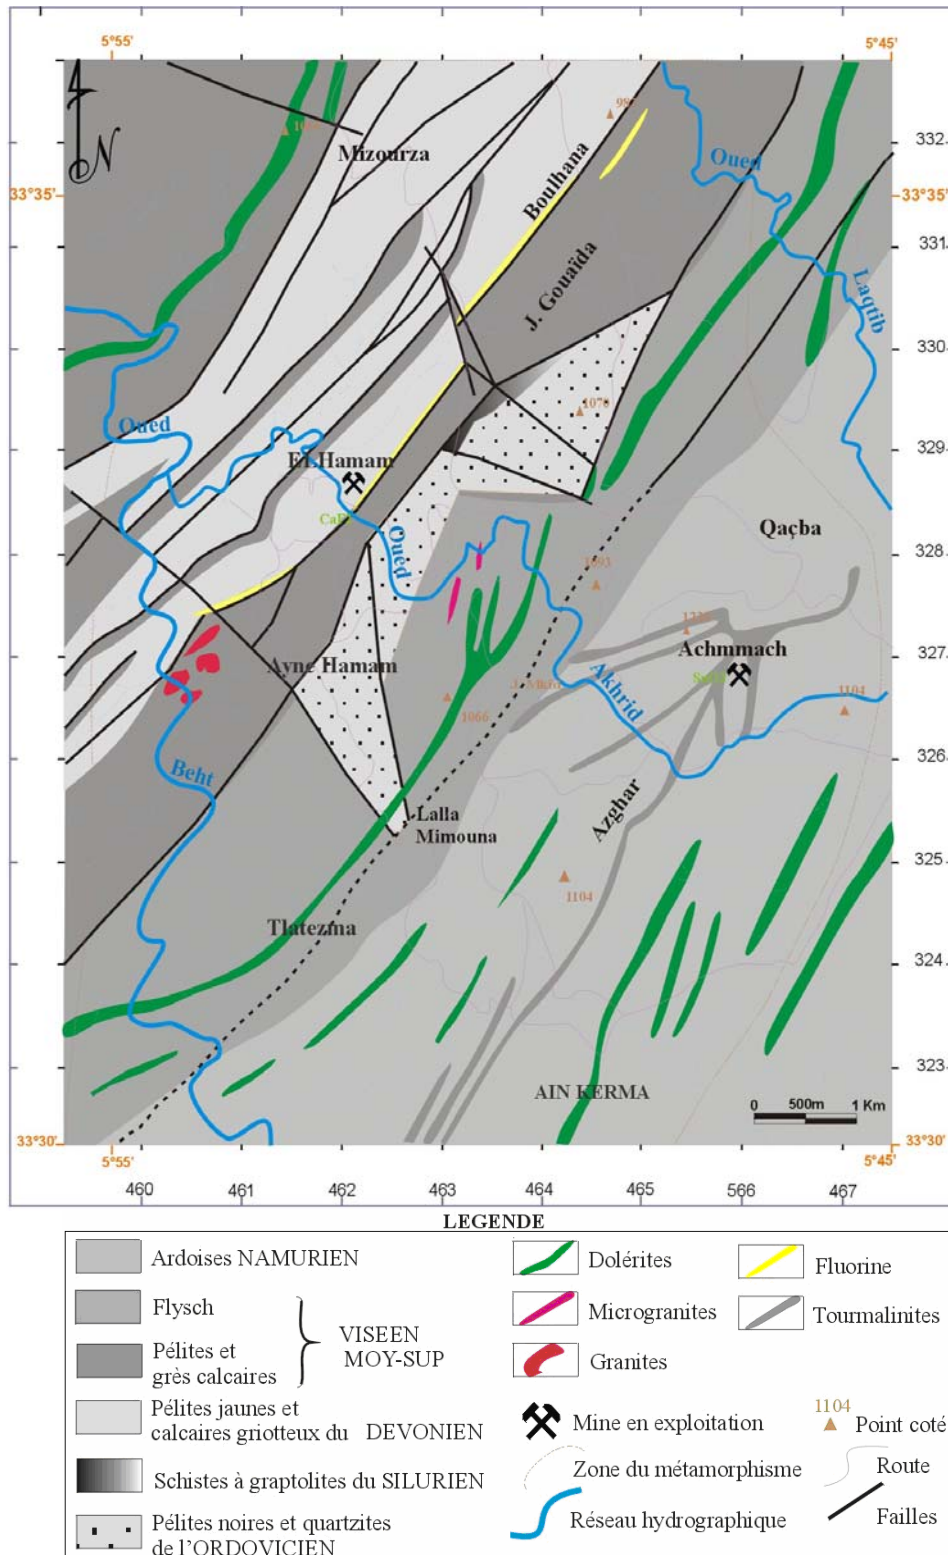 5°55'
5°45'
N
332
Mizourza
Oued
33°35'
33°35'
Boulhana
331
J. Gouaïda
Laqtib
330
1070
Oued
329
El Hamam
Qaçba
Oued
328
1093
Achmmach
327
Ayne Hamam
1104
1066
Akhrid
326
Beht
Azghar
Lalla
Mimouna
325
1104
Tlatezma
324
323
AIN KERMA
0 500m 1 Km
33°30'
33°30'
5°55'
5°45'
460 461 462 463 464 465 566 467
LEGENDE
Ardoises NAMURIEN
Flysch
VISEEN
MOY-SUP
Pélites et
grès calcaires
Pélites jaunes et
calcaires griotteux du DEVONIEN
Schistes à graptolites du SILURIEN
Pélites noires et quartzites
de l'ORDOVICIEN
Dolérites
Fluorine
Microgranites
Tourmalinites
Granites
Mine en exploitation
1104
Point coté
Zone du métamorphisme
Route
Réseau hydrographique
Failles